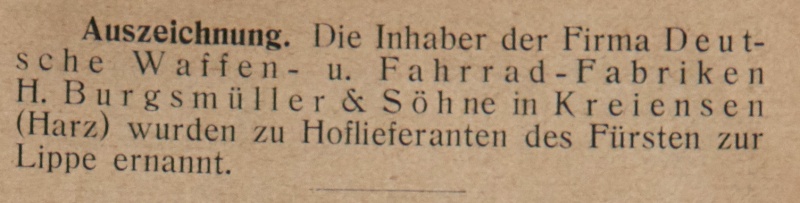 Auszeichnung. Die Inhaber der Firma Deut-
sche Waffen- u. Fahrrad-Fabriken
H. Burgsmüller & Söhne in Kreiensen
(Harz) wurden zu Hoflieferanten des Fürsten zur
Lippe ernannt.